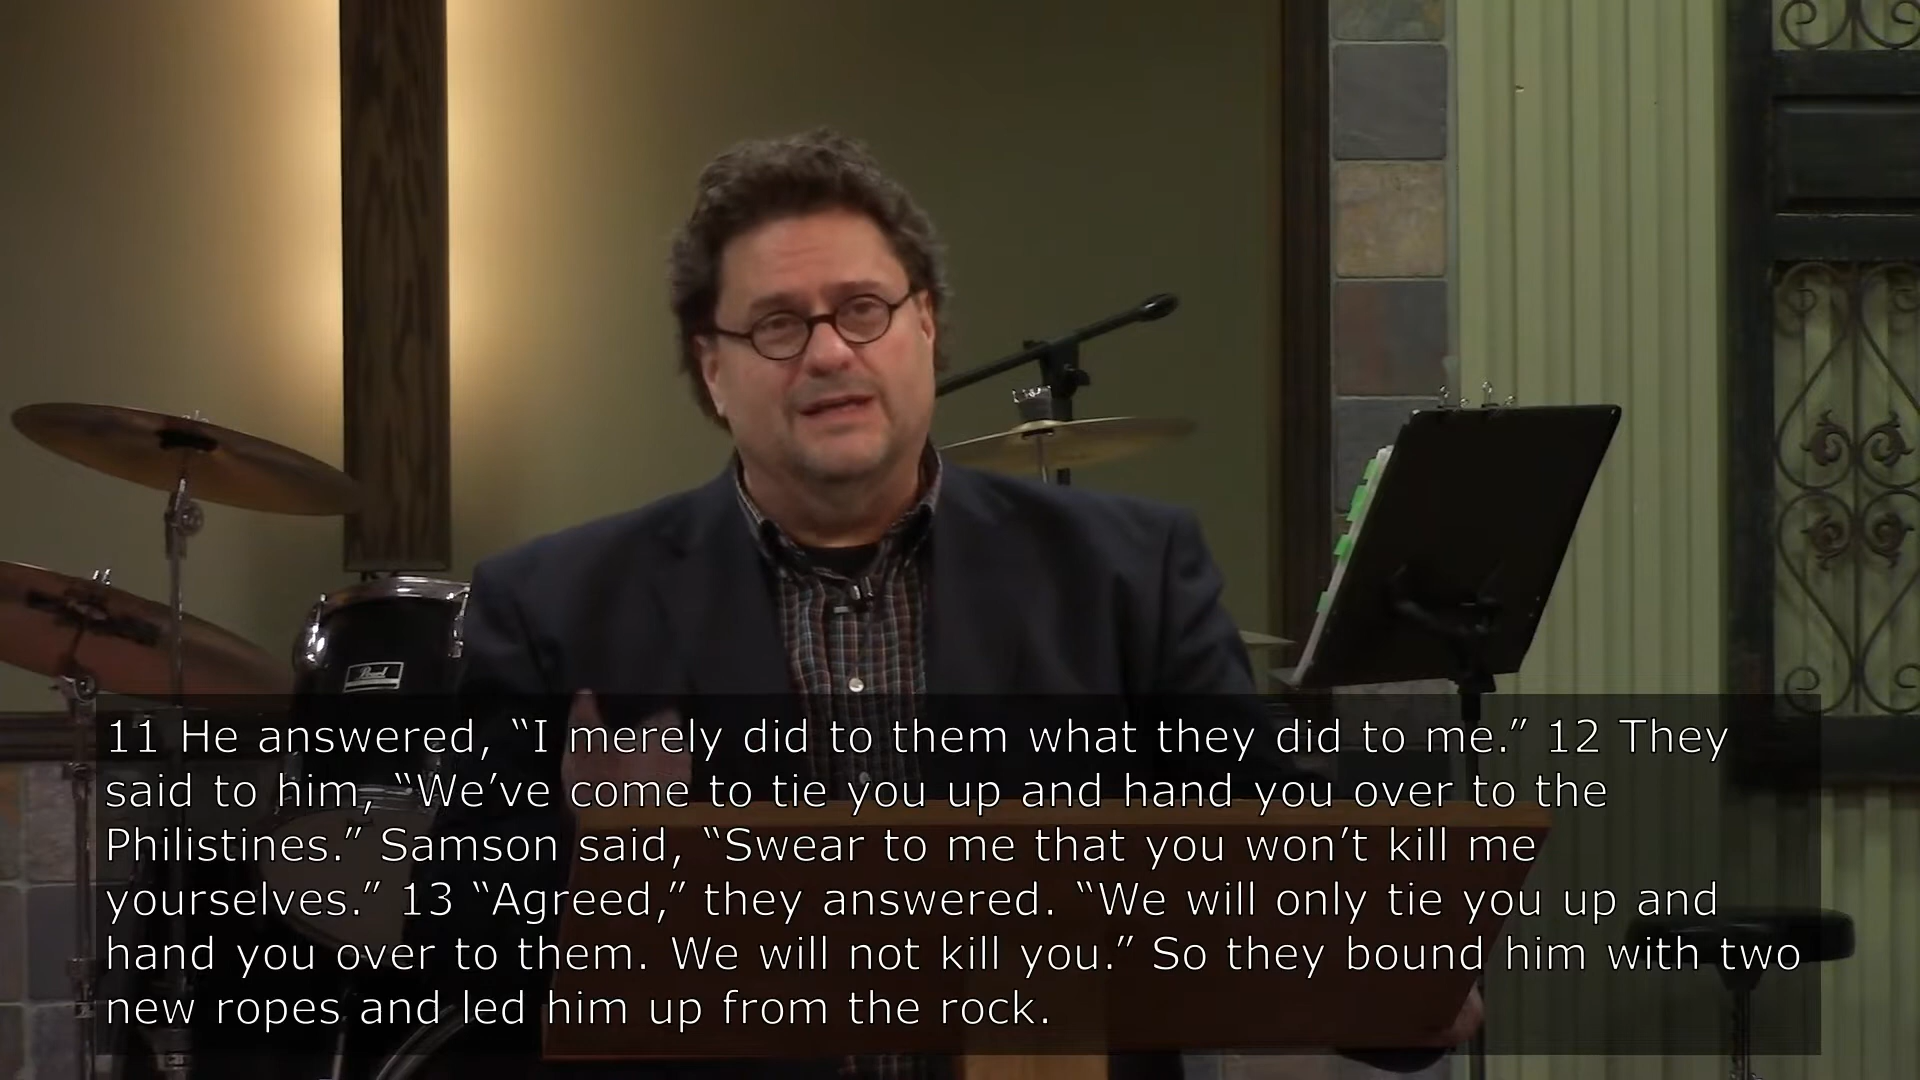 Pearl
11 He answered, “I merely did to them what they did to me.” 12 They
said to him, “We’ve come to tie you up and hand you over to the
Philistines.” Samson said, “Swear to me that you won’t kill me
yourselves.” 13 “Agreed,” they answered. “We will only tie you up and
hand you over to them. We will not kill you.” So they bound him with two
new ropes and led him up from the rock.